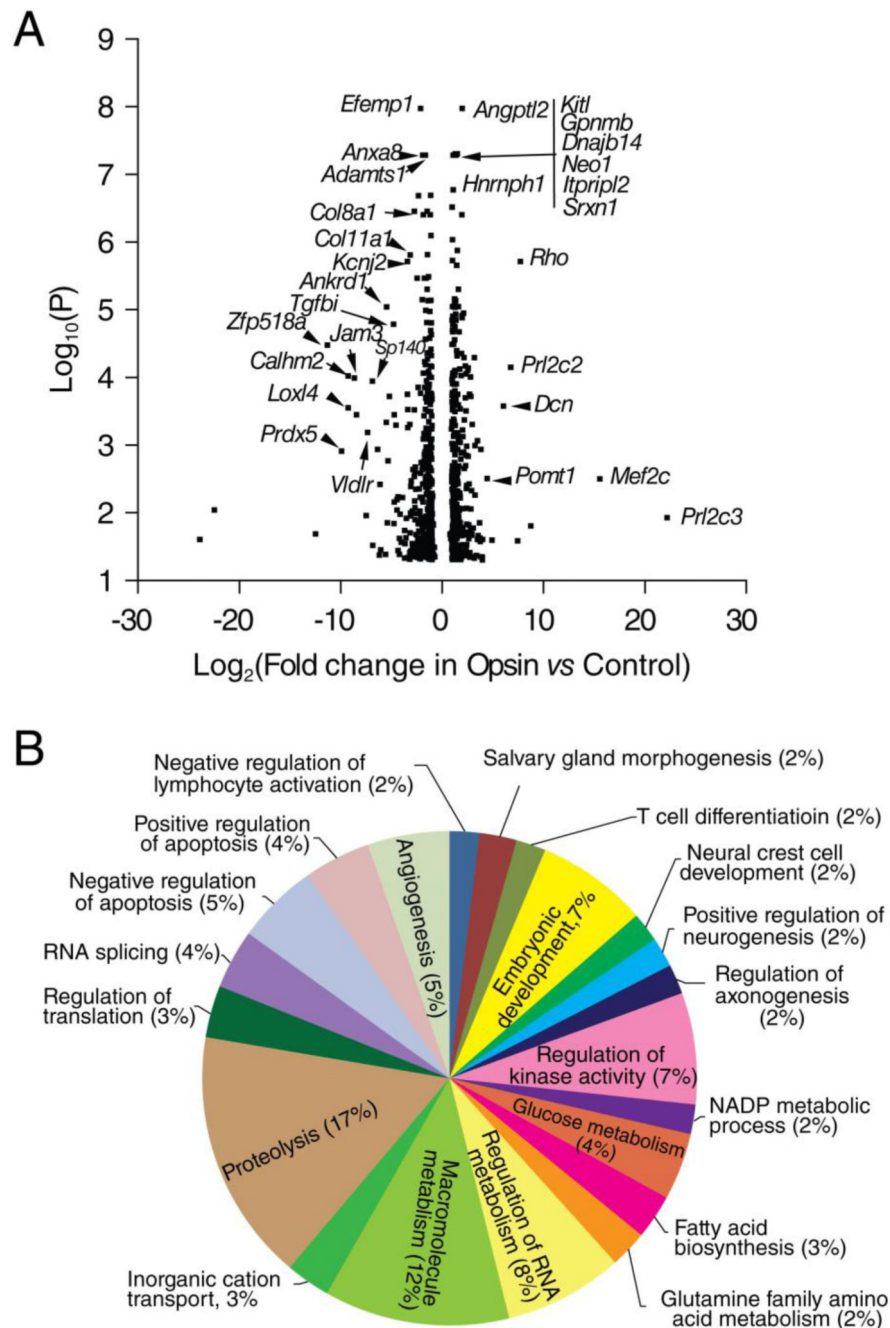 A
9
8
7
6
5
4
3
2
1
Log10(P)
-30
-20
-10
0
10
20
30
Log2(Fold change in Opsin vs Control)
Efemp1
Anxa8
Adamts1
Col8a1
Col11a1
Kcnj2
Ankrd1
Tgfbi
Zfp518a
Jam3
Sp140
Calhm2
Loxl4
Prdx5
Vldlr
Angptl2
Kitl
Gpnmb
Dnajb14
Neo1
Itpripl2
Srxn1
Hnrnph1
Rho
Prl2c2
Dcn
Pomt1
Mef2c
Prl2c3
B
Negative regulation of
lymphocyte activation (2%)
Salvary gland morphogenesis (2%)
T cell differentiatioin (2%)
Embryonic
development,7%
Neural crest cell
development (2%)
Positive regulation of
neurogenesis (2%)
Regulation of
axonogenesis
(2%)
Regulation of
kinase activity (7%)
NADP metabolic
process (2%)
Glucose metabolism
(4%)
Fatty acid
biosynthesis (3%)
Glutamine family amino
acid metabolism (2%)
Regulation of RNA
metabolism (8%)
Macromolecule
metablism (12%)
Inorganic cation
transport, 3%
Proteolysis (17%)
Regulation of
translation (3%)
RNA splicing (4%)
Negative regulation
of apoptosis (5%)
Positive regulation
of apoptosis (4%)
Angiogenesis (5%)